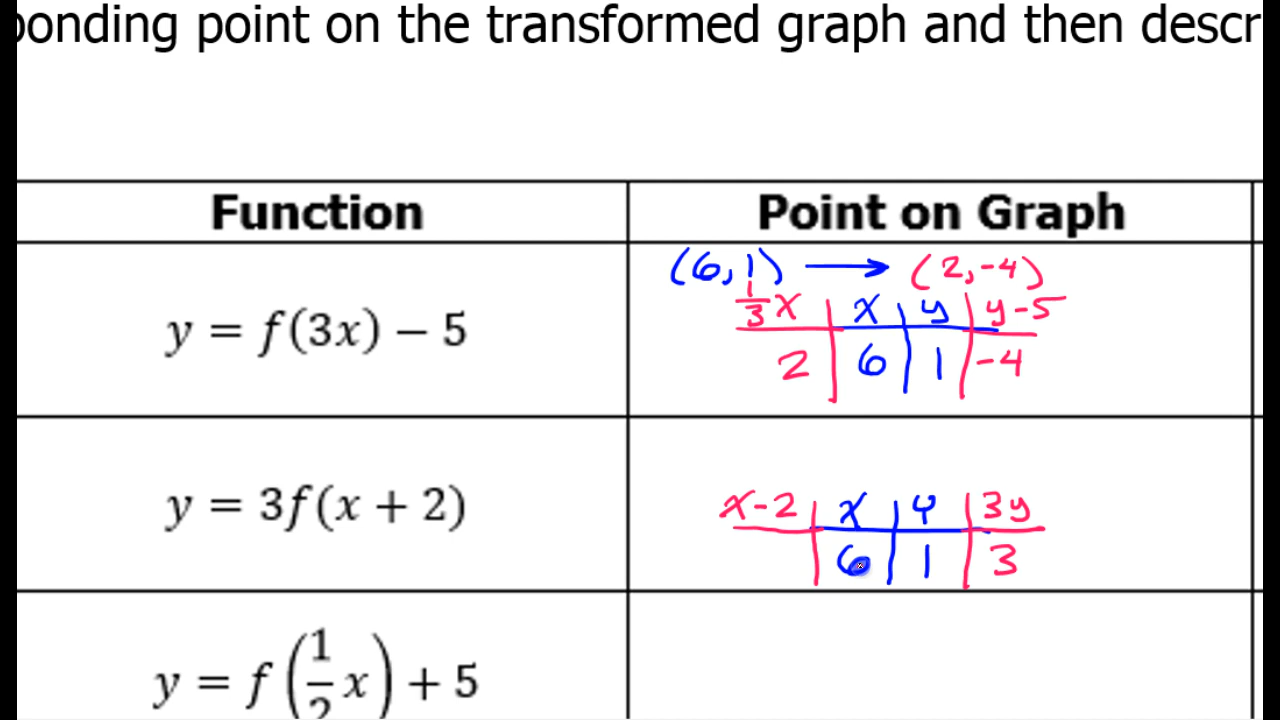 ponding point on the transformed graph and then descr
Function Point on Graph
(6,1) → (2,-4)
y = f(3x) − 5
1/3 x | x | y | y-5
2 | 6 | 1 | -4
y = 3f(x + 2)
x-2 | x | y | 3y
6 | 1 | 3
y = f(1/2 x) + 5